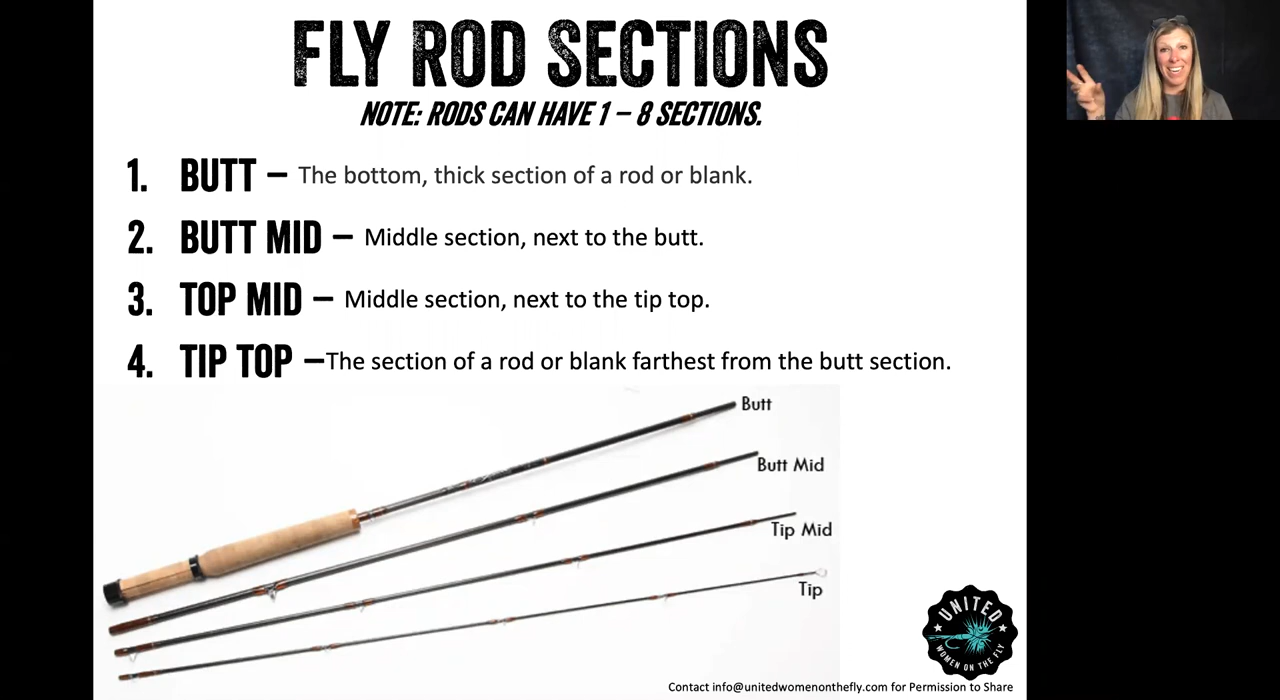 FLY ROD SECTIONS
NOTE: RODS CAN HAVE 1 – 8 SECTIONS.
1. BUTT – The bottom, thick section of a rod or blank.
2. BUTT MID – Middle section, next to the butt.
3. TOP MID – Middle section, next to the tip top.
4. TIP TOP –The section of a rod or blank farthest from the butt section.
Butt
Butt Mid
Tip Mid
Tip
UNITED
WOMEN ON THE FLY
Contact info@unitedwomenonthefly.com for Permission to Share